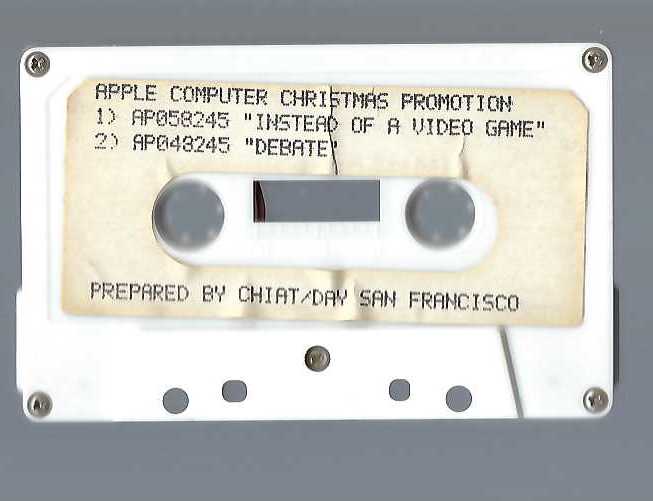 APPLE COMPUTER CHRISTMAS PROMOTION
1) AP058245 "INSTEAD OF A VIDEO GAME"
2) AP048245 "DEBATE"
PREPARED BY CHIAT/DAY SAN FRANCISCO